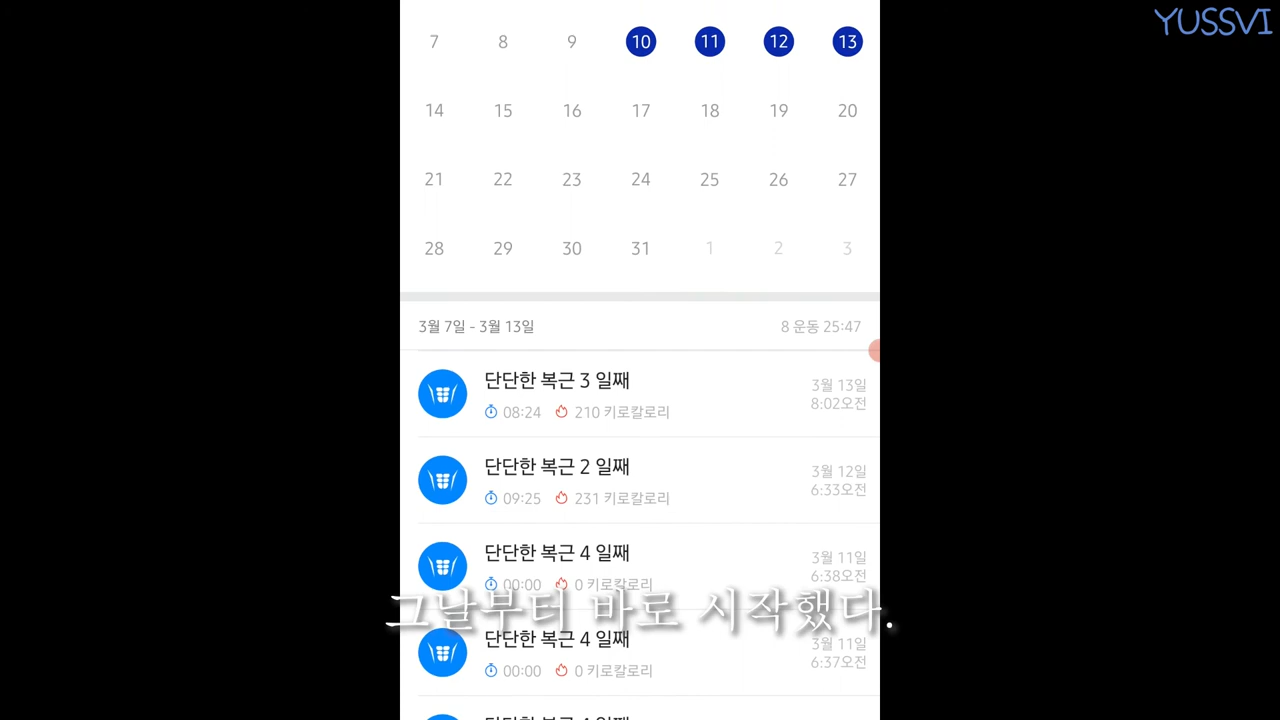 YUSSVI
7 8 9 10 11 12 13
14 15 16 17 18 19 20
21 22 23 24 25 26 27
28 29 30 31 1 2 3
3월 7일 - 3월 13일 8 운동 25:47
단단한 복근 3 일째
08:24 210 키로칼로리
3월 13일
8:02오전
단단한 복근 2 일째
09:25 231 키로칼로리
3월 12일
6:33오전
단단한 복근 4 일째
00:00 0 키로칼로리
3월 11일
6:38오전
그날부터 바로 시작했다.
단단한 복근 4 일째
00:00 0 키로칼로리
3월 11일
6:37오전